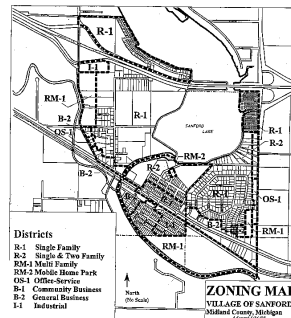 R-1
I-1
RM-1
R-1
B-2
OS-1
SANFORD
LAKE
R-1
R-2
B-2
RM-2
R-2
R-1
OS-1
RM-1
RM-1
Districts
R-1 Single Family
R-2 Single & Two Family
RM-1 Multi Family
RM-2 Mobile Home Park
OS-1 Office-Service
B-1 Community Business
B-2 General Business
I-1 Industrial
North
(No Scale)
ZONING MAP
VILLAGE OF SANFORD
Midland County, Michigan